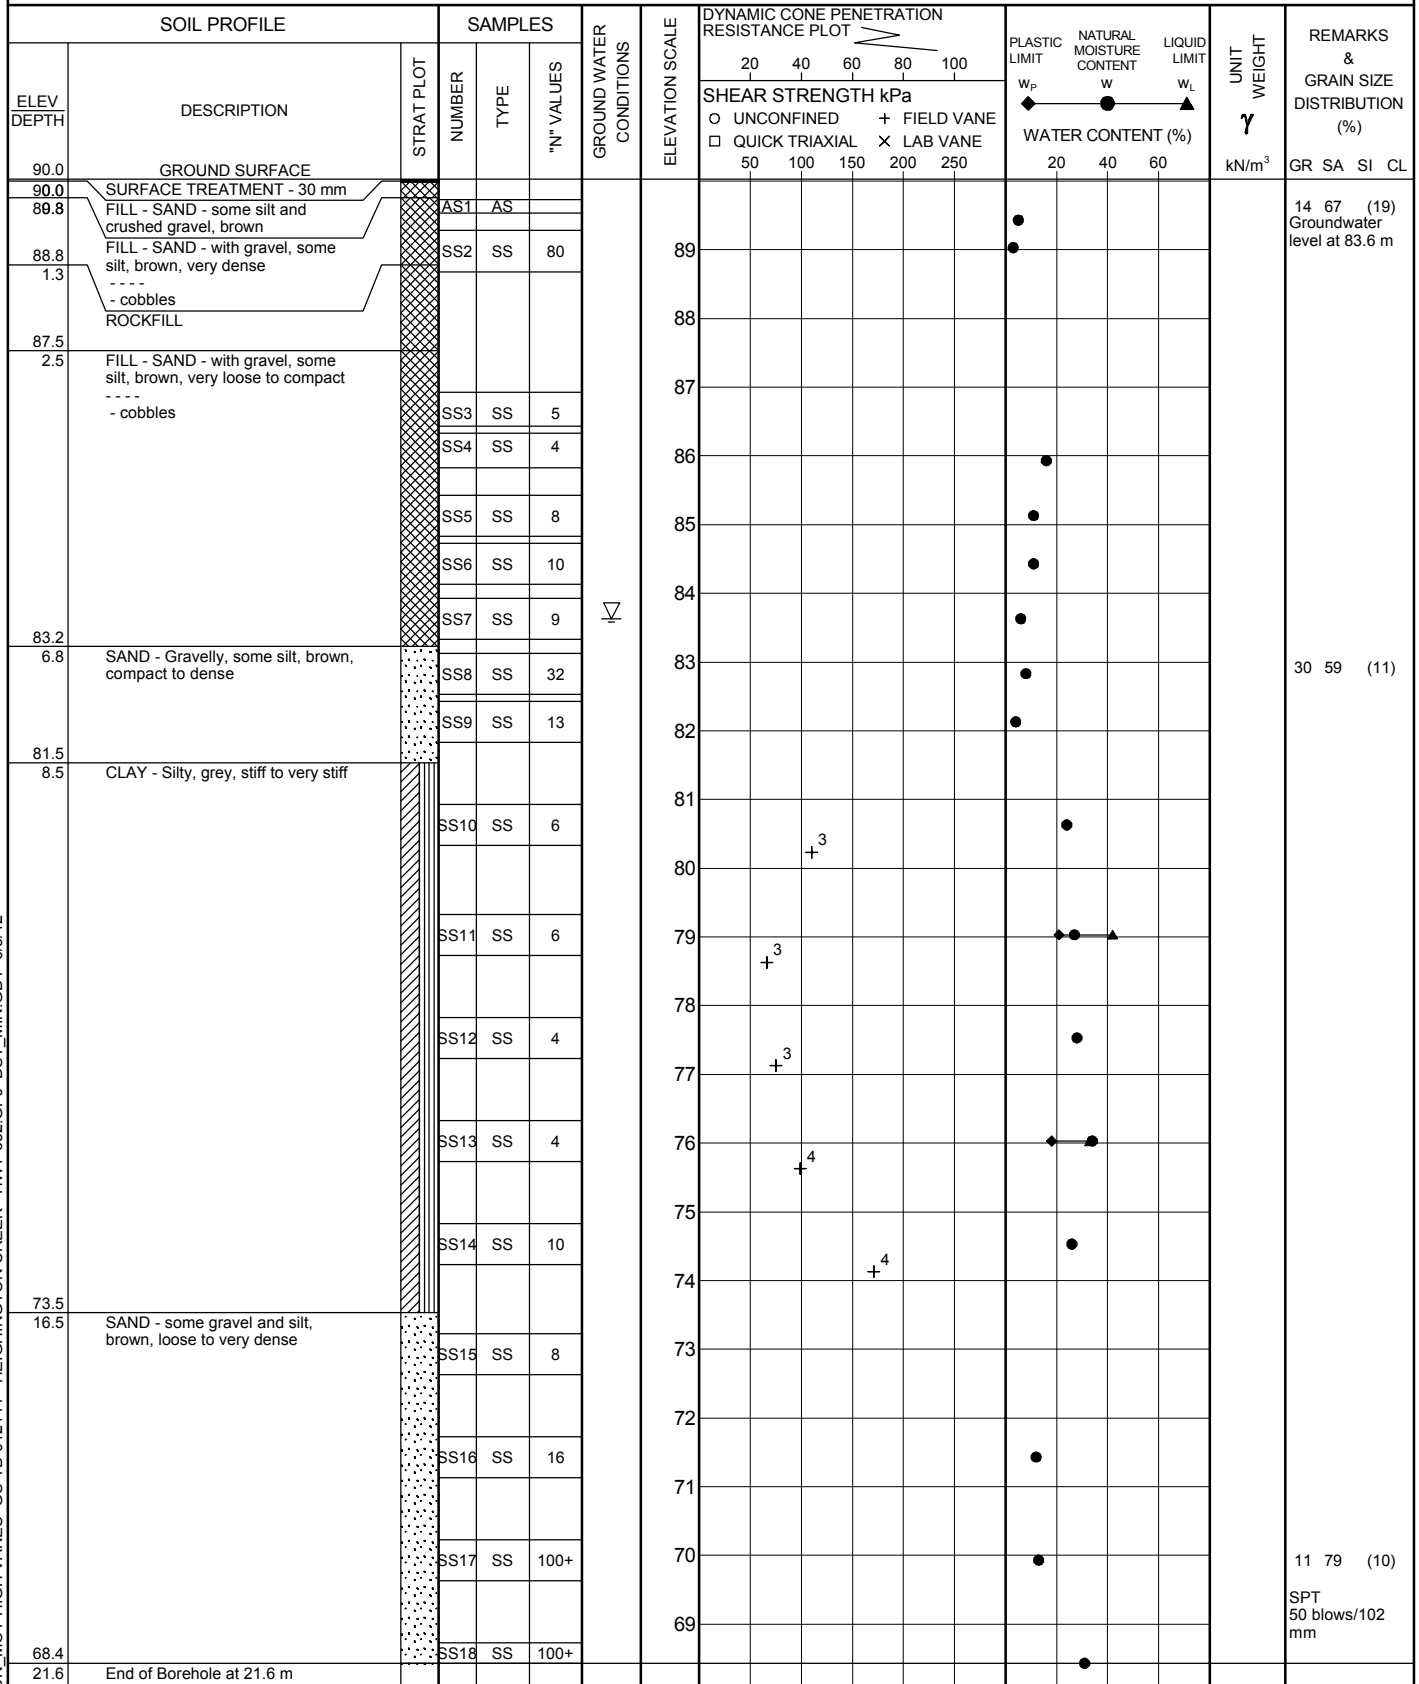 SOIL PROFILE
SAMPLES
GROUND WATER
CONDITIONS
ELEVATION SCALE
DYNAMIC CONE PENETRATION
RESISTANCE PLOT
20 40 60 80 100
SHEAR STRENGTH kPa
○ UNCONFINED + FIELD VANE
□ QUICK TRIAXIAL × LAB VANE
50 100 150 200 250
PLASTIC
LIMIT
NATURAL
MOISTURE
CONTENT
LIQUID
LIMIT
WP W WL
WATER CONTENT (%)
20 40 60
UNIT
WEIGHT
γ
kN/m³
REMARKS
&
GRAIN SIZE
DISTRIBUTION
(%)
GR SA SI CL
ELEV
DEPTH
DESCRIPTION
STRAT PLOT
NUMBER
TYPE
"N" VALUES
90.0 GROUND SURFACE
90.0 SURFACE TREATMENT - 30 mm
89.8 FILL - SAND - some silt and
crushed gravel, brown
AS1 AS
14 67 (19)
Groundwater
level at 83.6 m
FILL - SAND - with gravel, some
88.8 silt, brown, very dense
1.3 - - - -
- cobbles
SS2 SS 80
89
ROCKFILL
88
87.5
2.5 FILL - SAND - with gravel, some
silt, brown, very loose to compact
- - - -
- cobbles
87
SS3 SS 5
SS4 SS 4
86
SS5 SS 8
85
SS6 SS 10
84
SS7 SS 9
83.2
6.8 SAND - Gravelly, some silt, brown,
compact to dense
83
SS8 SS 32
30 59 (11)
SS9 SS 13
82
81.5
8.5 CLAY - Silty, grey, stiff to very stiff
81
SS10 SS 6
3
80
SS11 SS 6
79
3
78
SS12 SS 4
3
77
SS13 SS 4
76
4
75
SS14 SS 10
4
74
73.5
16.5 SAND - some gravel and silt,
brown, loose to very dense
73
SS15 SS 8
72
SS16 SS 16
71
SS17 SS 100+
70
11 79 (10)
SPT
50 blows/102
mm
69
68.4
SS18 SS 100+
21.6 End of Borehole at 21.6 m